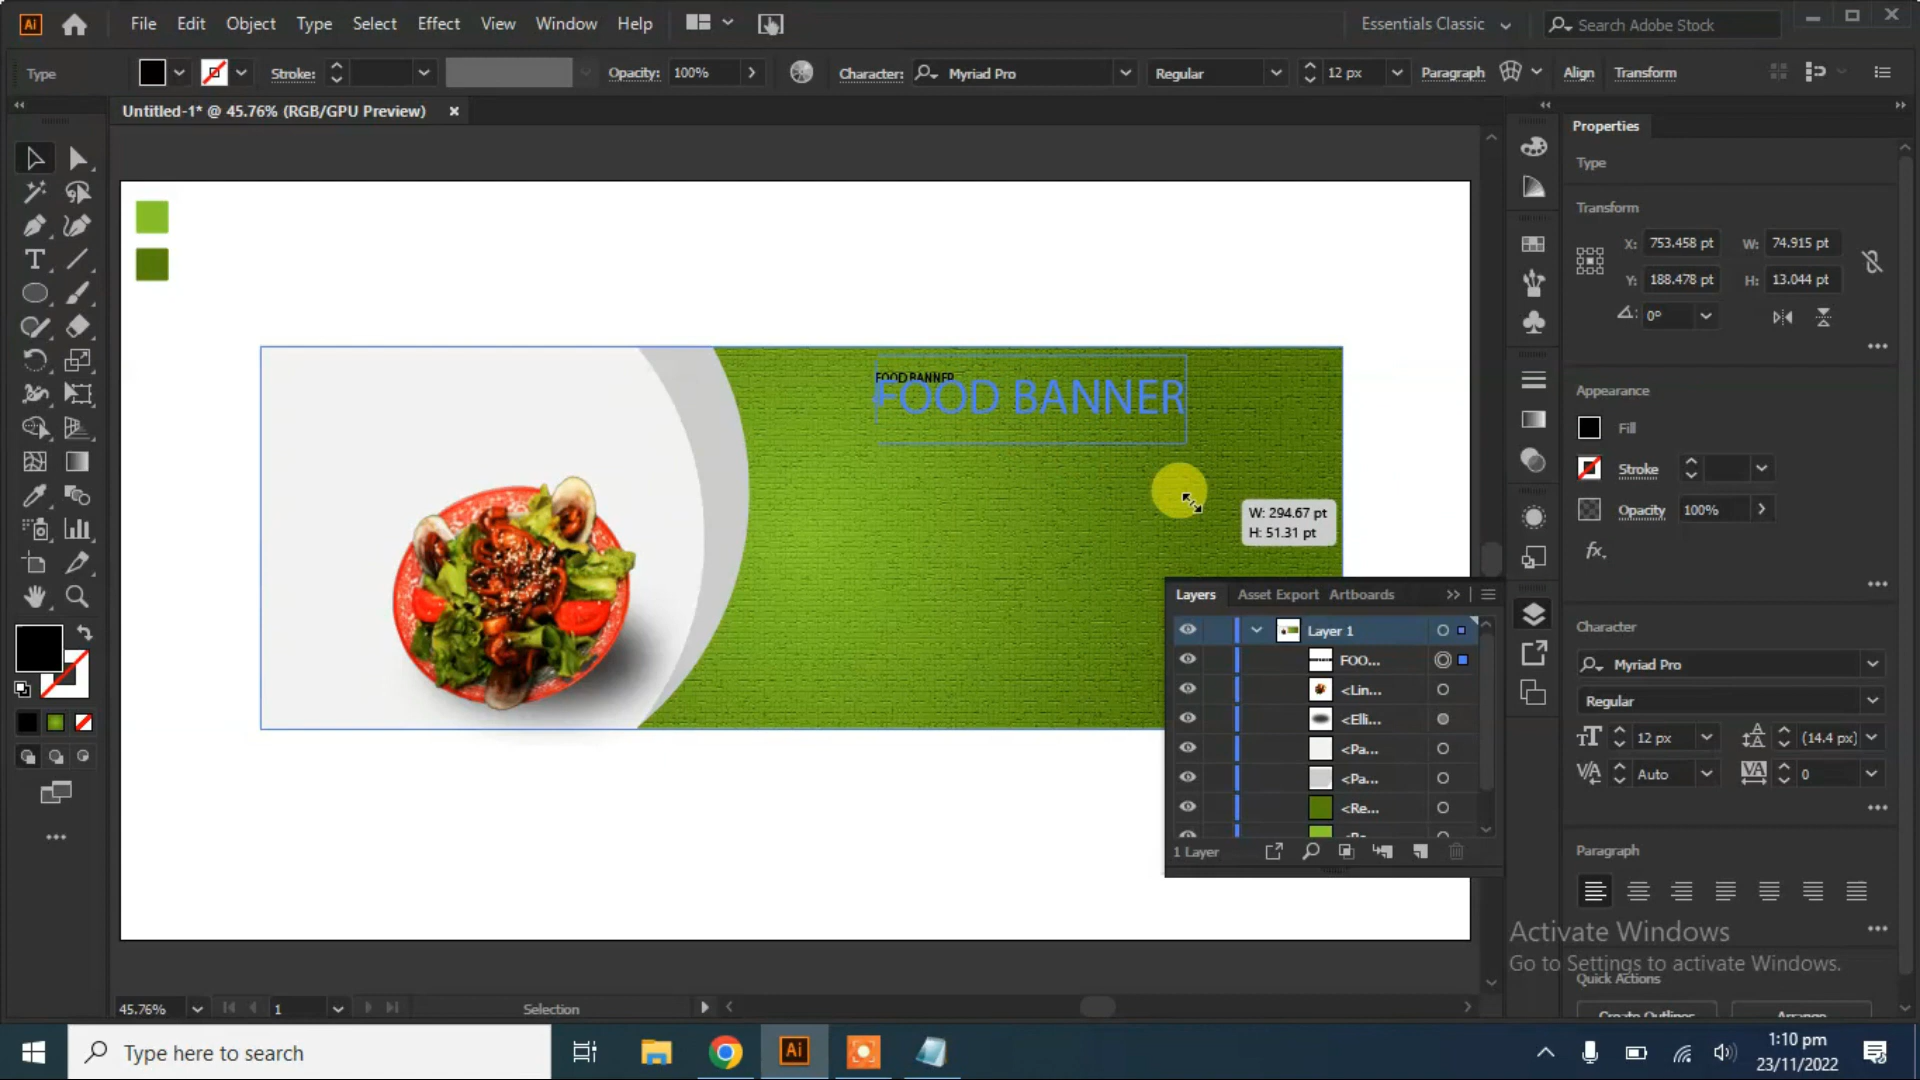 Ai File Edit Object Type Select Effect View Window Help Essentials Classic Search Adobe Stock
Type Stroke: Opacity: 100% Character: Myriad Pro Regular 12 px Paragraph Align Transform
Untitled-1* @ 45.76% (RGB/GPU Preview)
Properties
Type
Transform
X: 753.458 pt W: 74.915 pt
Y: 188.478 pt H: 13.044 pt
0°
FOOD BANNER
FOOD BANNER
W: 294.67 pt
H: 51.31 pt
Appearance
Fill
Stroke
Opacity 100%
fx.
Layers Asset Export Artboards
Layer 1
FOO...
<Lin...
<Elli...
<Pa...
<Pa...
<Re...
1 Layer
Character
Myriad Pro
Regular
12 px (14.4 px)
Auto 0
Paragraph
Activate Windows
Go to Settings to activate Windows.
Quick Actions
Create Outlines Arrange
45.76% 1 Selection
Type here to search
Ai
1:10 pm
23/11/2022